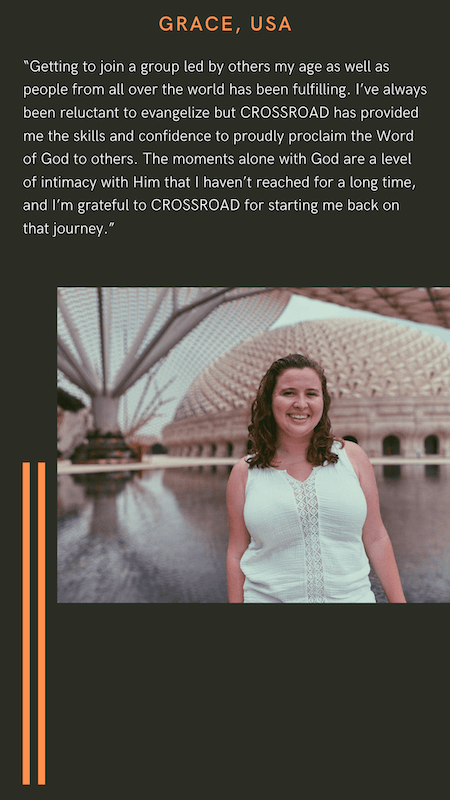 GRACE, USA
“Getting to join a group led by others my age as well as
people from all over the world has been fulfilling. I’ve always
been reluctant to evangelize but CROSSROAD has provided
me the skills and confidence to proudly proclaim the Word
of God to others. The moments alone with God are a level
of intimacy with Him that I haven’t reached for a long time,
and I’m grateful to CROSSROAD for starting me back on
that journey.”